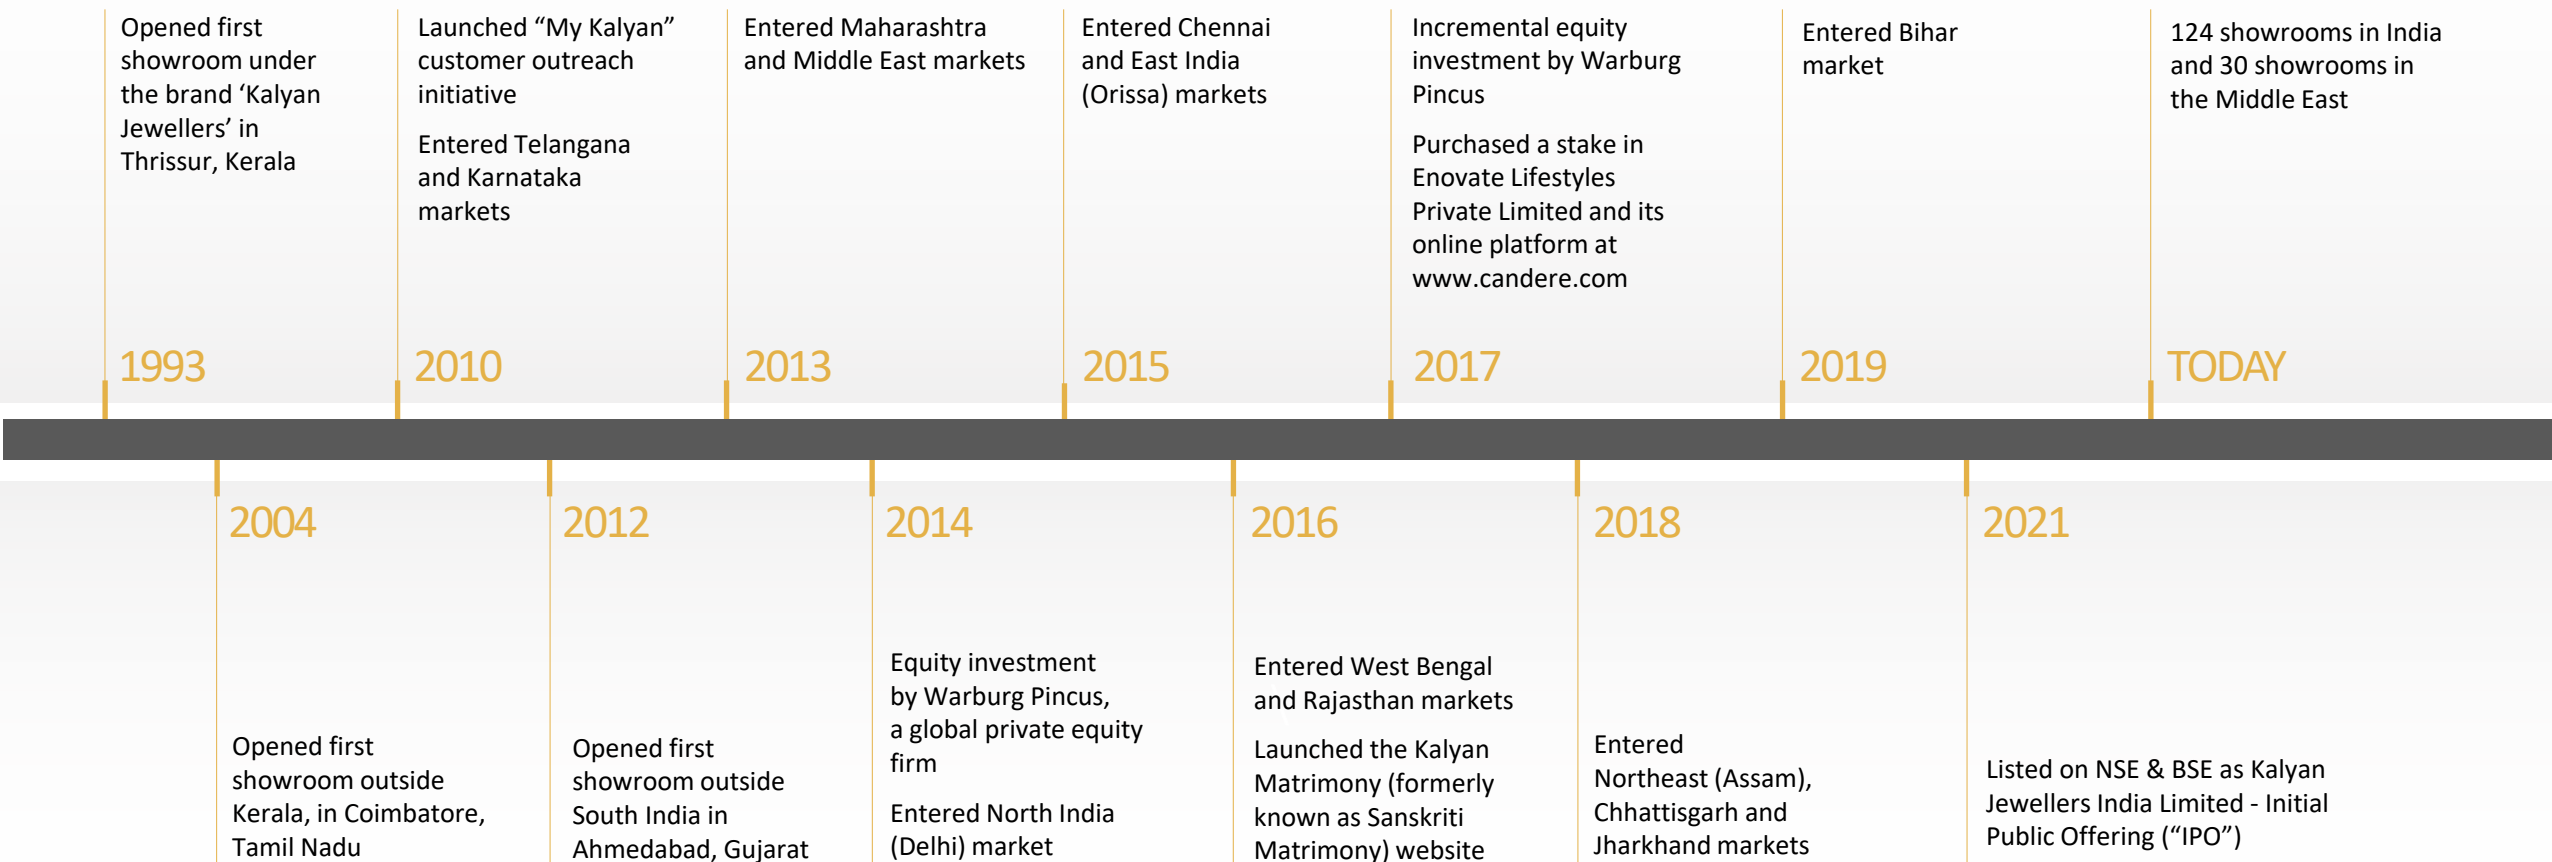 Opened first
showroom under
the brand ‘Kalyan
Jewellers’ in
Thrissur, Kerala
1993
Launched “My Kalyan”
customer outreach
initiative
Entered Telangana
and Karnataka
markets
2010
Entered Maharashtra
and Middle East markets
2013
Entered Chennai
and East India
(Orissa) markets
2015
Incremental equity
investment by Warburg
Pincus
Purchased a stake in
Enovate Lifestyles
Private Limited and its
online platform at
www.candere.com
2017
Entered Bihar
market
2019
124 showrooms in India
and 30 showrooms in
the Middle East
TODAY
2004
Opened first
showroom outside
Kerala, in Coimbatore,
Tamil Nadu
2012
Opened first
showroom outside
South India in
Ahmedabad, Gujarat
2014
Equity investment
by Warburg Pincus,
a global private equity
firm
Entered North India
(Delhi) market
2016
Entered West Bengal
and Rajasthan markets
Launched the Kalyan
Matrimony (formerly
known as Sanskriti
Matrimony) website
2018
Entered
Northeast (Assam),
Chhattisgarh and
Jharkhand markets
2021
Listed on NSE & BSE as Kalyan
Jewellers India Limited - Initial
Public Offering (“IPO”)